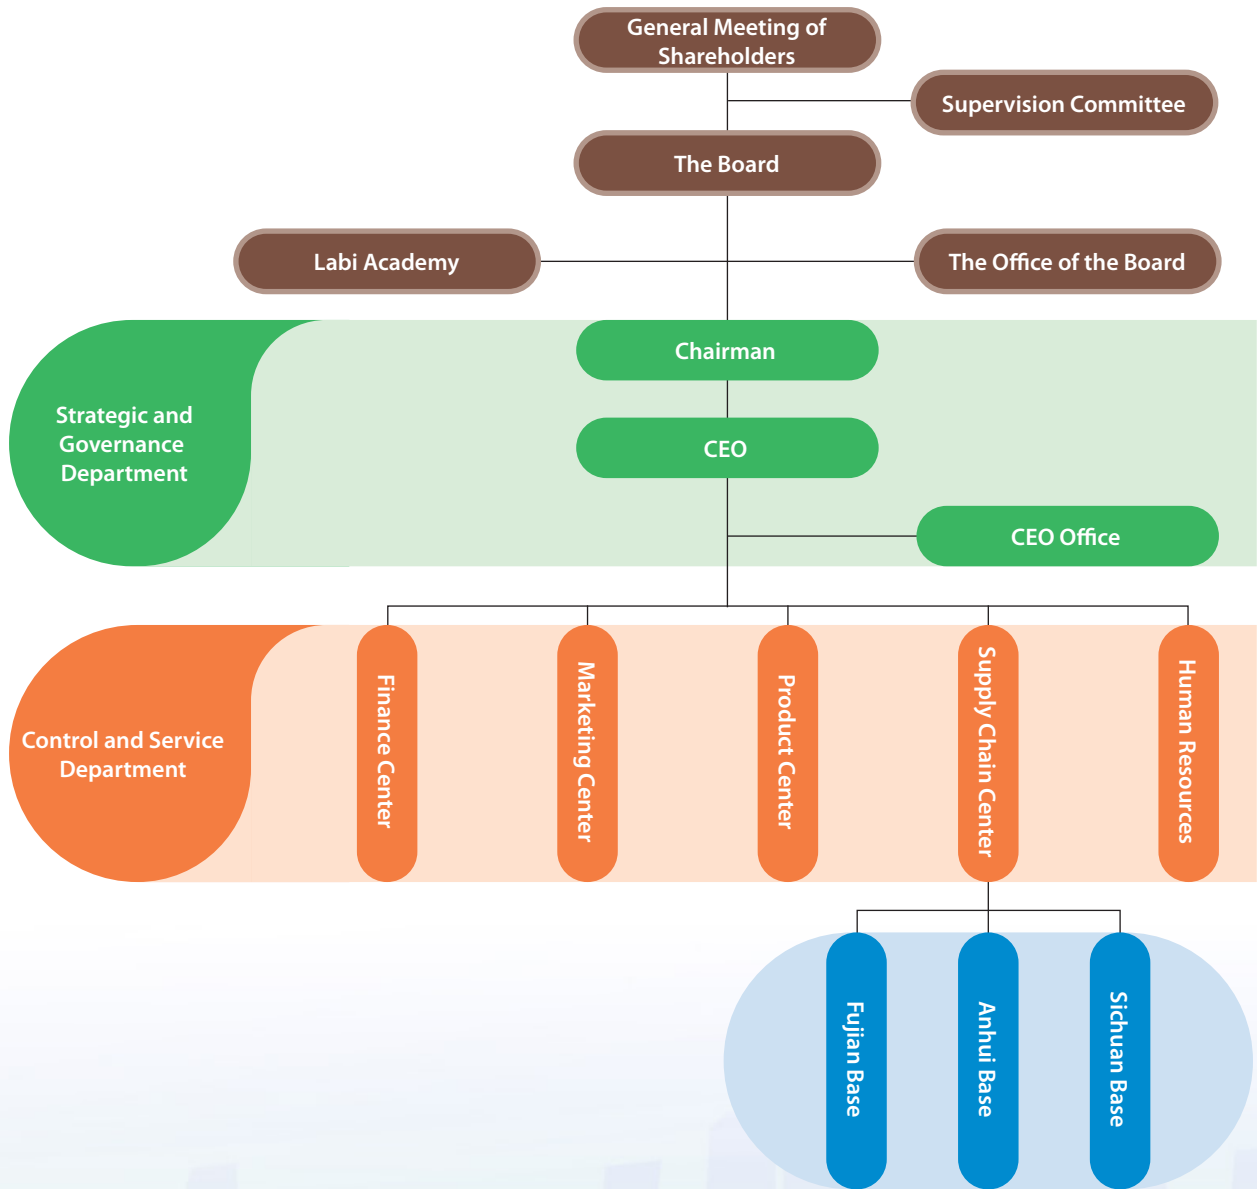 General Meeting of
Shareholders
Supervision Committee
The Board
Labi Academy
The Office of the Board
Chairman
Strategic and
Governance
Department
CEO
CEO Office
Control and Service
Department
Finance Center
Marketing Center
Product Center
Supply Chain Center
Human Resources
Fujian Base
Anhui Base
Sichuan Base